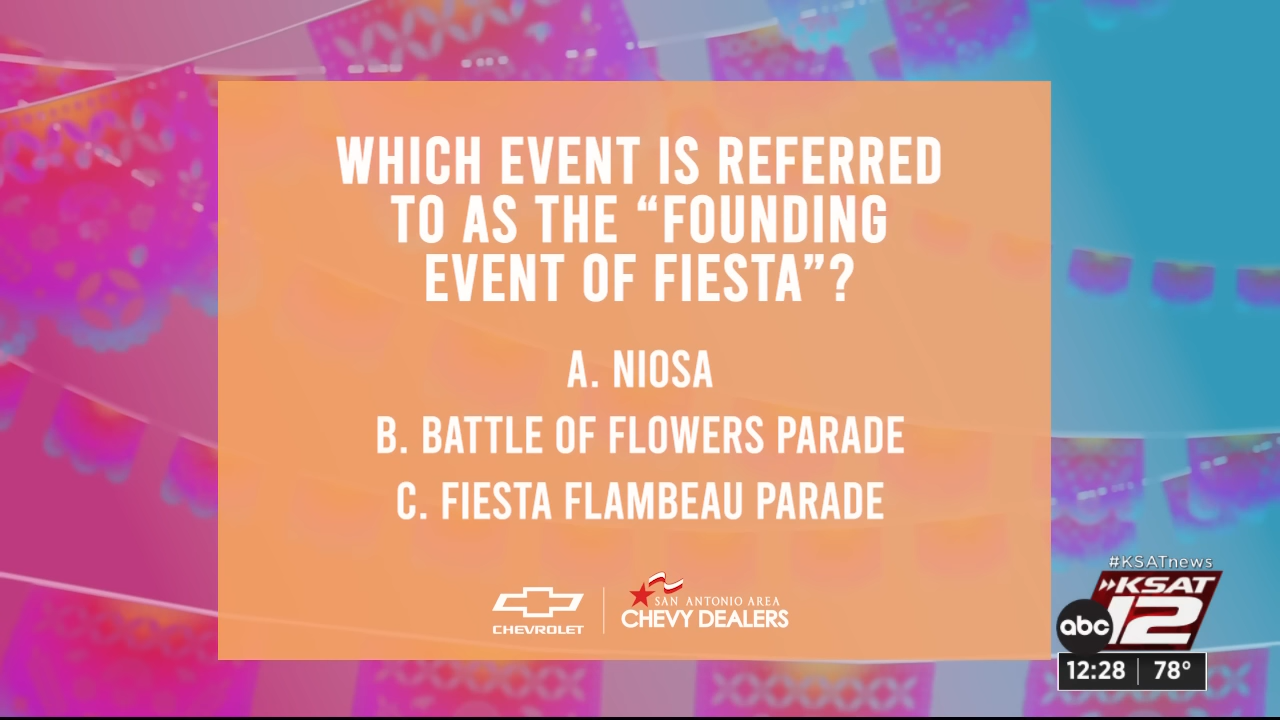 WHICH EVENT IS REFERRED
TO AS THE “FOUNDING
EVENT OF FIESTA”?
A. NIOSA
B. BATTLE OF FLOWERS PARADE
C. FIESTA FLAMBEAU PARADE
CHEVROLET
SAN ANTONIO AREA
CHEVY DEALERS
#KSATnews
KSAT
abc 12
12:28 78°